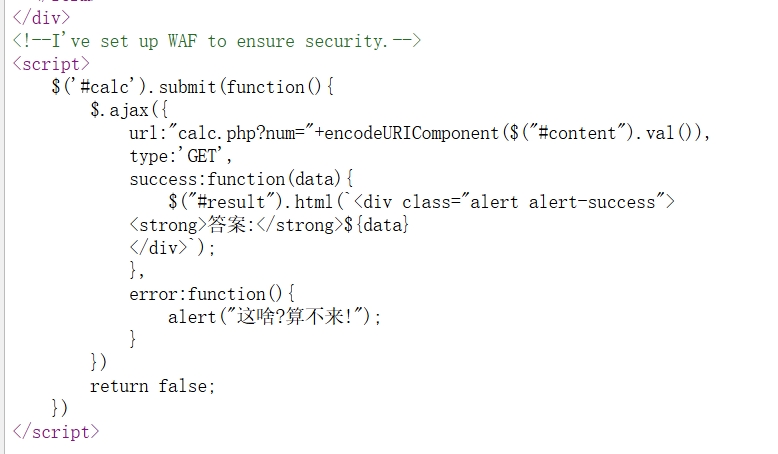 </div>
<!--I've set up WAF to ensure security.-->
<script>
    $('#calc').submit(function(){
        $.ajax({
            url:"calc.php?num="+encodeURIComponent($("#content").val()),
            type:'GET',
            success:function(data){
                $("#result").html(`<div class="alert alert-success">
            <strong>答案:</strong>${data}
            </div>`);
            },
            error:function(){
                alert("这啥?算不来!");
            }
        })
        return false;
    })
</script>